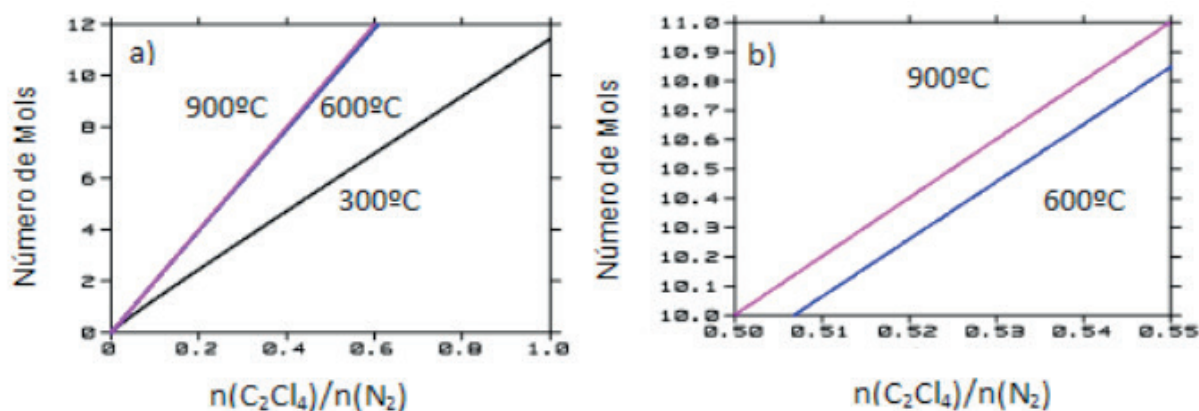 a)
12
10
8
6
4
2
0
Número de Mols
900ºC
600ºC
300ºC
0
0.2
0.4
0.6
0.8
1.0
n(C₂Cl₄)/n(N₂)
b)
11.0
10.9
10.8
10.7
10.6
10.5
10.4
10.3
10.2
10.1
10.0
Número de Mols
900ºC
600ºC
0.50
0.51
0.52
0.53
0.54
0.55
n(C₂Cl₄)/n(N₂)